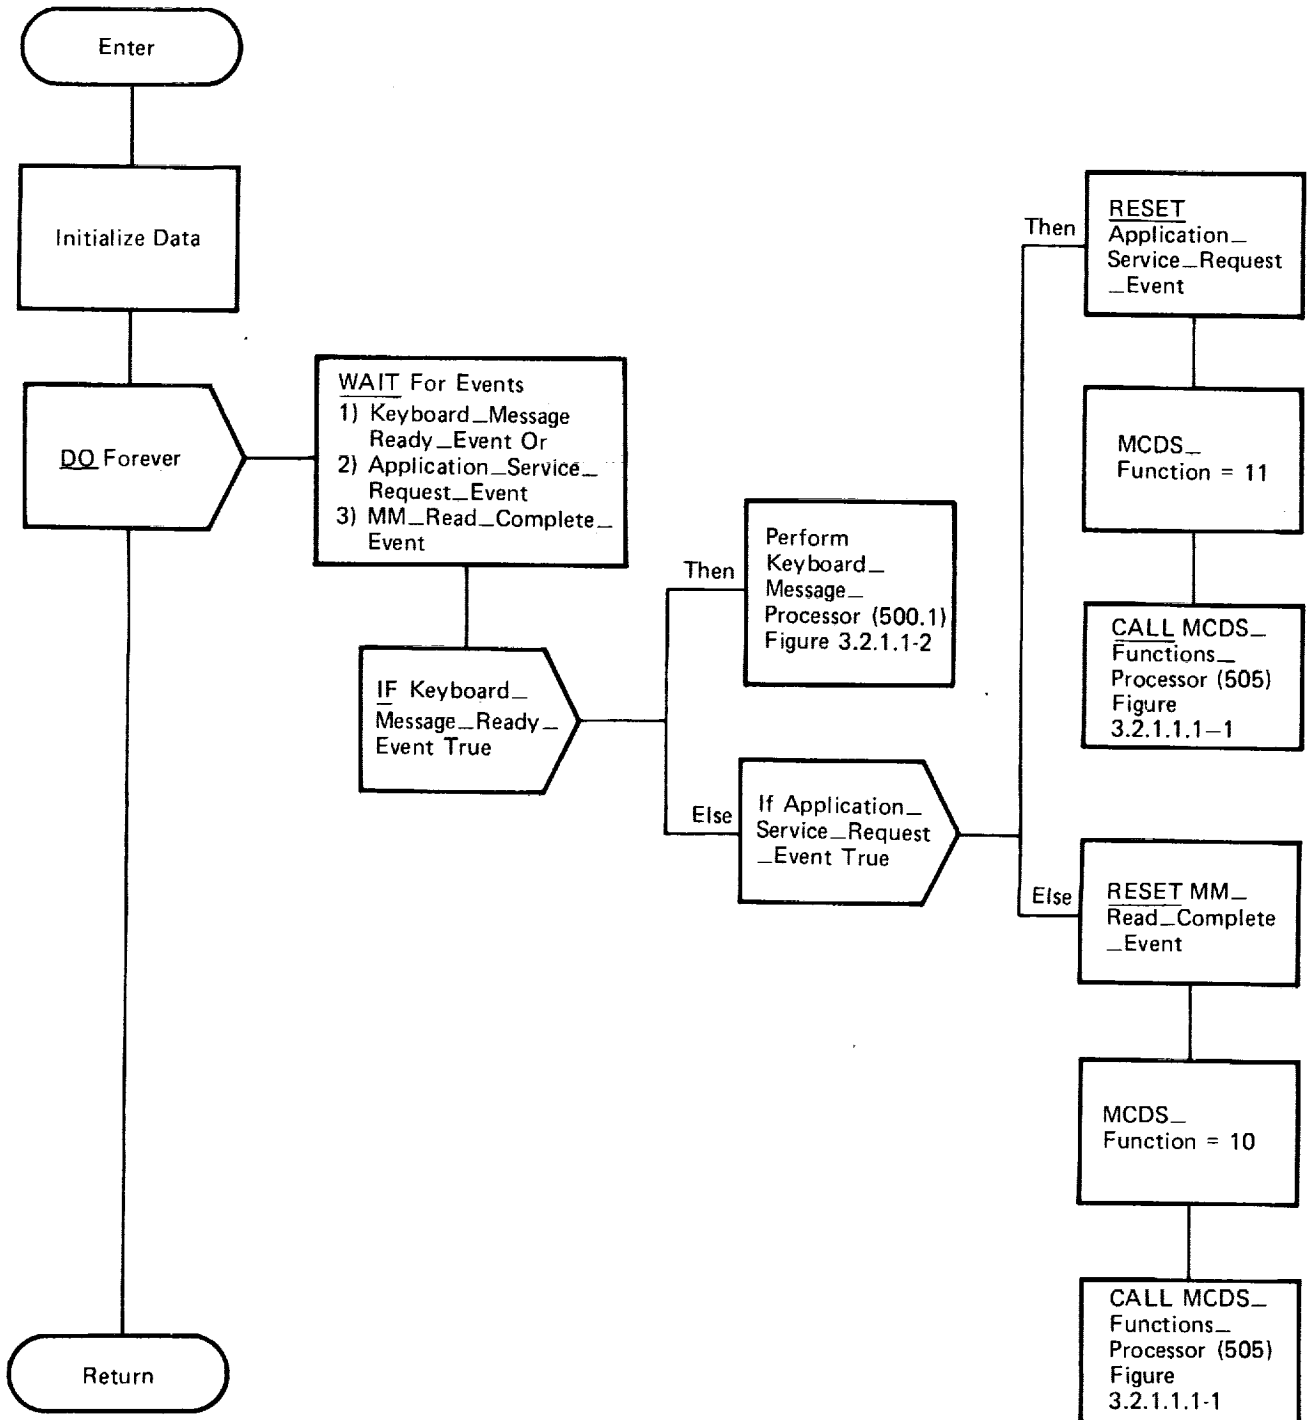 Enter
Initialize Data
DO Forever
WAIT For Events
1) Keyboard_Message
Ready_Event Or
2) Application_Service_
Request_Event
3) MM_Read_Complete_
Event
IF Keyboard_
Message_Ready_
Event True
Then
Perform
Keyboard_
Message_
Processor (500.1)
Figure 3.2.1.1-2
Else
If Application_
Service_Request
_Event True
Then
RESET
Application_
Service_Request
_Event
MCDS_
Function = 11
CALL MCDS_
Functions_
Processor (505)
Figure
3.2.1.1.1-1
Else
RESET MM_
Read_Complete
_Event
MCDS_
Function = 10
CALL MCDS_
Functions_
Processor (505)
Figure
3.2.1.1.1-1
Return